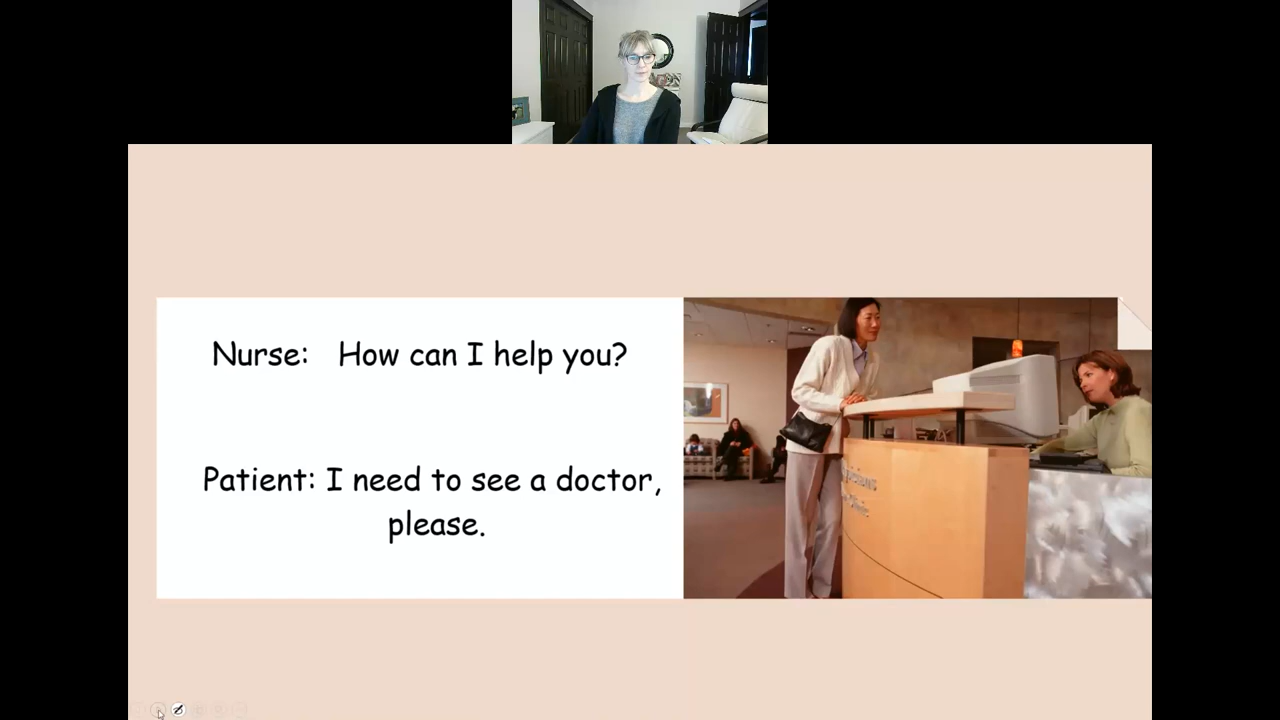 Nurse: How can I help you?
Patient: I need to see a doctor,
please.